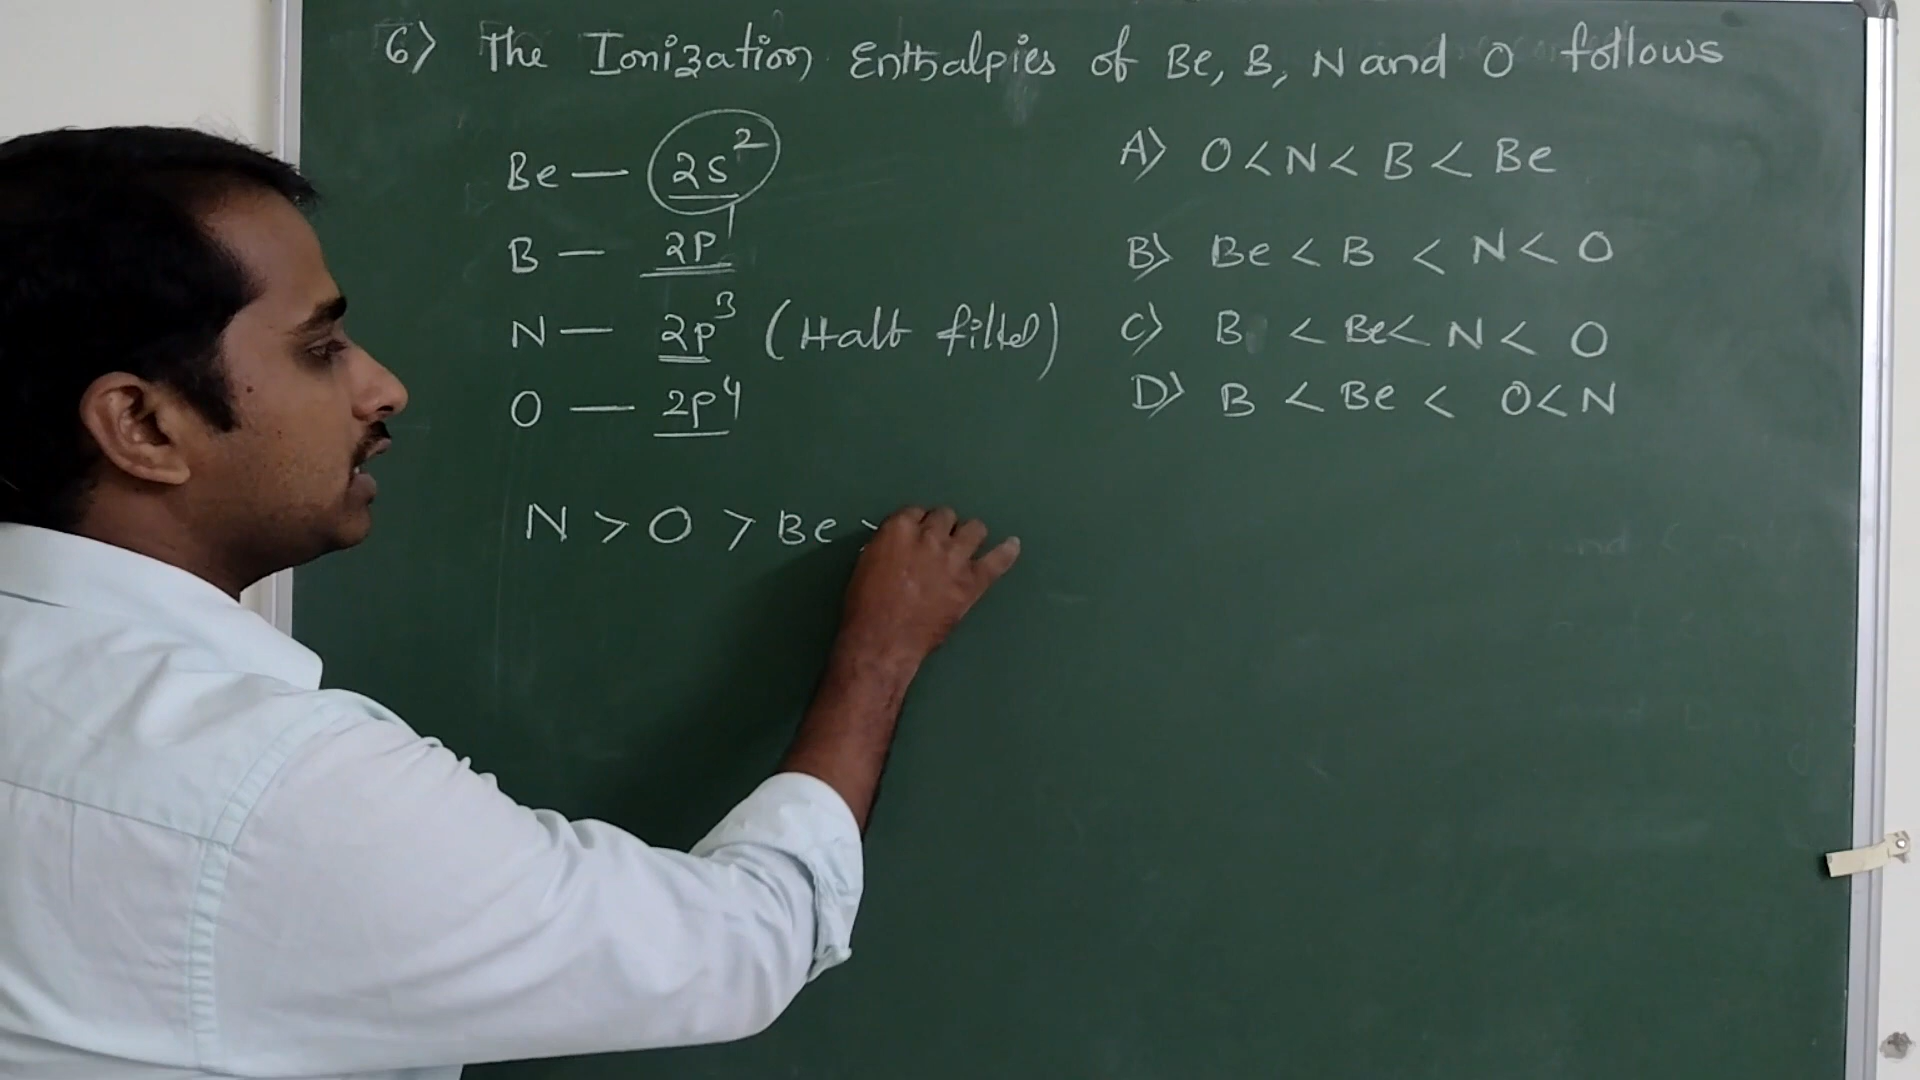 6) The Ionization Enthalpies of Be, B, N and O follows
Be — 2s²
B — 2p¹
N — 2p³ (Half filled)
O — 2p⁴
N > O > Be >
A) O < N < B < Be
B) Be < B < N < O
C) B < Be < N < O
D) B < Be < O < N